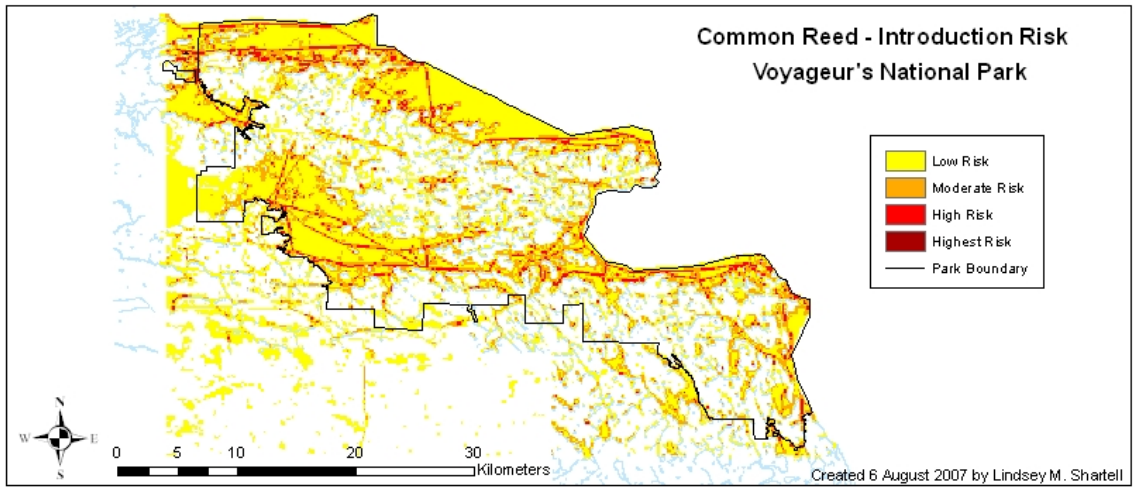 Common Reed - Introduction Risk
Voyageur's National Park
Low Risk
Moderate Risk
High Risk
Highest Risk
Park Boundary
N
W E
S
0 5 10 20 30
Kilometers
Created 6 August 2007 by Lindsey M. Shartell